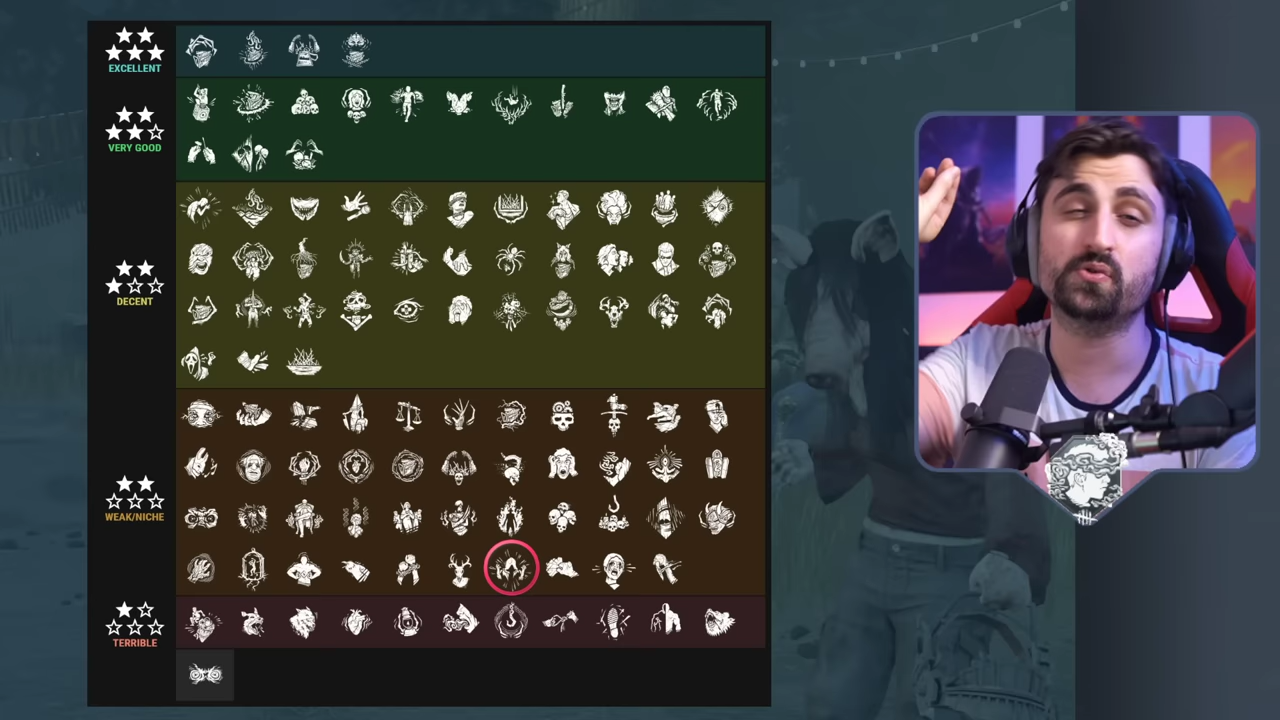 EXCELLENT
VERY GOOD
DECENT
WEAK/NICHE
TERRIBLE